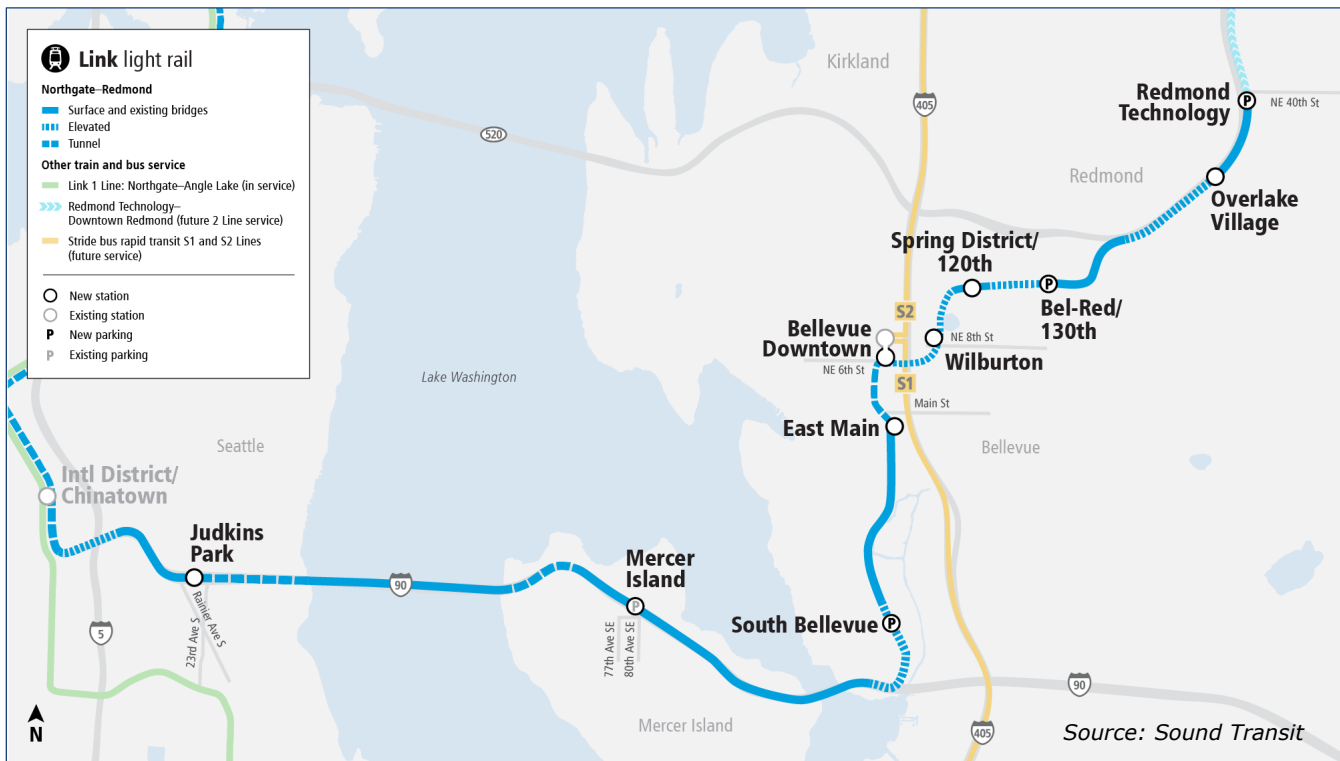 Link light rail
Northgate–Redmond
Surface and existing bridges
Elevated
Tunnel
Other train and bus service
Link 1 Line: Northgate–Angle Lake (in service)
Redmond Technology–
Downtown Redmond (future 2 Line service)
Stride bus rapid transit S1 and S2 Lines
(future service)
New station
Existing station
P New parking
P Existing parking
Kirkland
405
520
Redmond
Technology
P
NE 40th St
Redmond
Overlake
Village
Spring District/
120th
P
Bel-Red/
130th
S2
Bellevue
Downtown
NE 8th St
NE 6th St
Wilburton
S1
Main St
East Main
Bellevue
Lake Washington
Seattle
Intl District/
Chinatown
Judkins
Park
90
Mercer
Island
P
South Bellevue
P
5
23rd Ave S
Rainier Ave S
77th Ave SE
80th Ave SE
90
Mercer Island
405
N
Source: Sound Transit